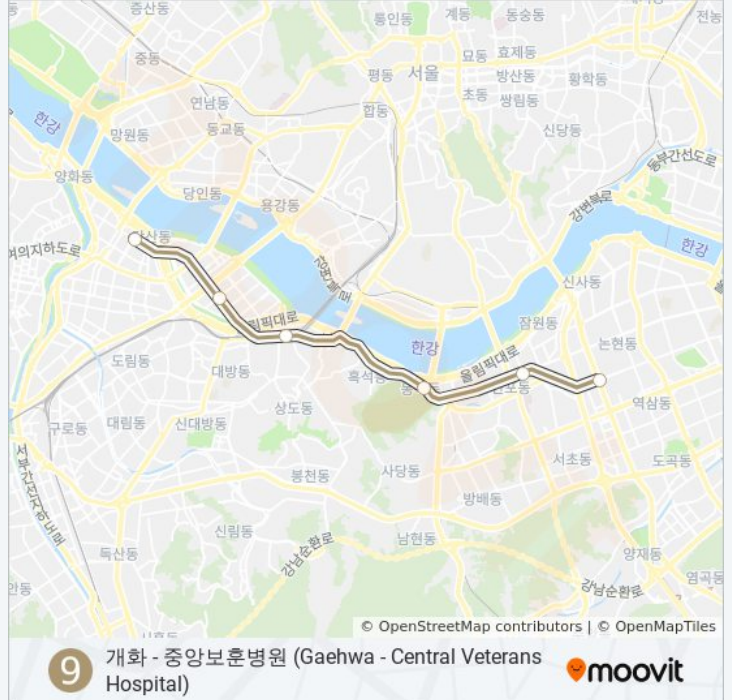 증산동
통인동
계동
동숭동
전농
중동
평동
서울
묘동
효제동
방산동
황학동
연남동
합동
초동
쌍림동
한강
망원동
동교동
신당동
동부간선도로
양화동
당인동
용강동
강변북로
여의지하도로
한강
신사동
올림픽대로
한강
잠원동
논현동
도림동
대방동
흑석동
올림픽대로
역삼동
상도동
구로동
대림동
신대방동
서초동
도곡동
서부간선지하도로
봉천동
사당동
방배동
신림동
강남순환로
남현동
독산동
양재동
염곡동
강남순환로
© OpenStreetMap contributors | © OpenMapTiles
9
개화 - 중앙보훈병원 (Gaehwa - Central Veterans
Hospital)
moovit